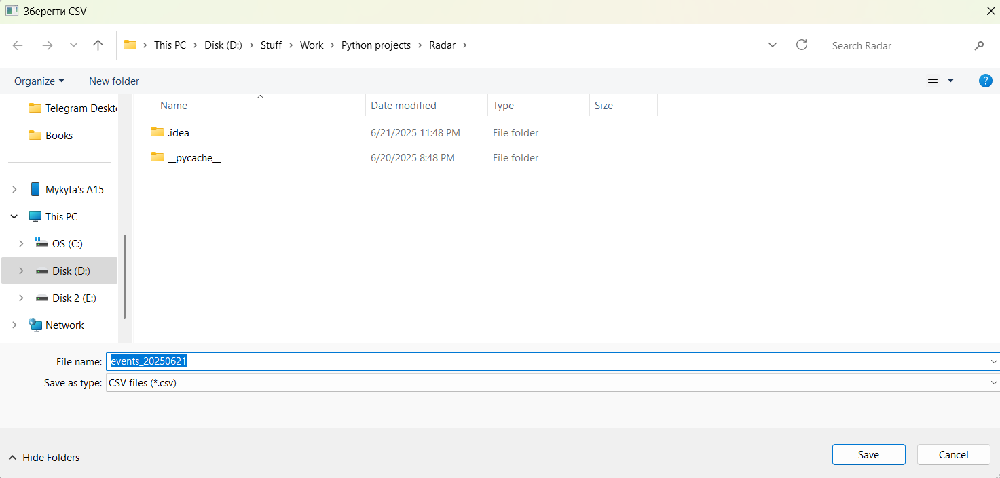 Зберегти CSV
This PC > Disk (D:) > Stuff > Work > Python projects > Radar >
Search Radar
Organize
New folder
?
Telegram Deskto
Books
Mykyta's A15
This PC
OS (C:)
Disk (D:)
Disk 2 (E:)
Network
Name Date modified Type Size
.idea 6/21/2025 11:48 PM File folder
__pycache__ 6/20/2025 8:48 PM File folder
File name: events_20250621
Save as type: CSV files (*.csv)
Hide Folders
Save
Cancel